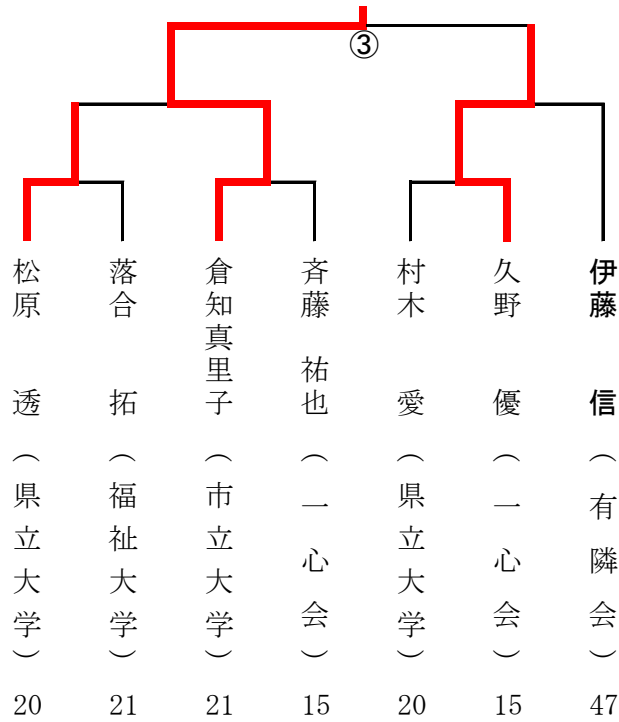 ③
松原 透 （県立大学） 20
落合 拓 （福祉大学） 21
倉知真里子 （市立大学） 21
斉藤 祐也 （一心会） 15
村木 愛 （県立大学） 20
久野 優 （一心会） 15
伊藤 信 （有隣会） 47